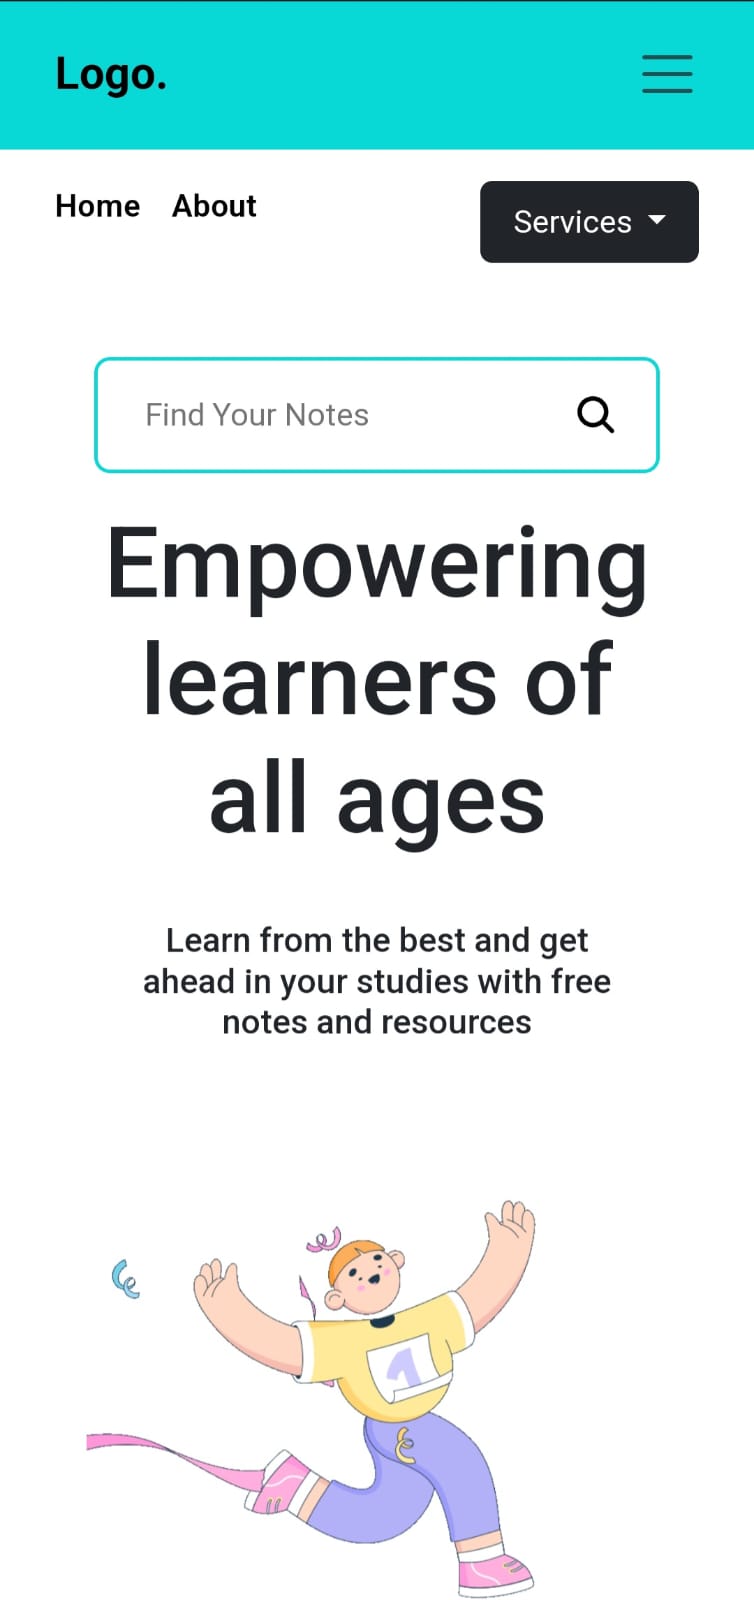 Logo.
Home About
Services
Find Your Notes
Empowering
learners of
all ages
Learn from the best and get
ahead in your studies with free
notes and resources
1